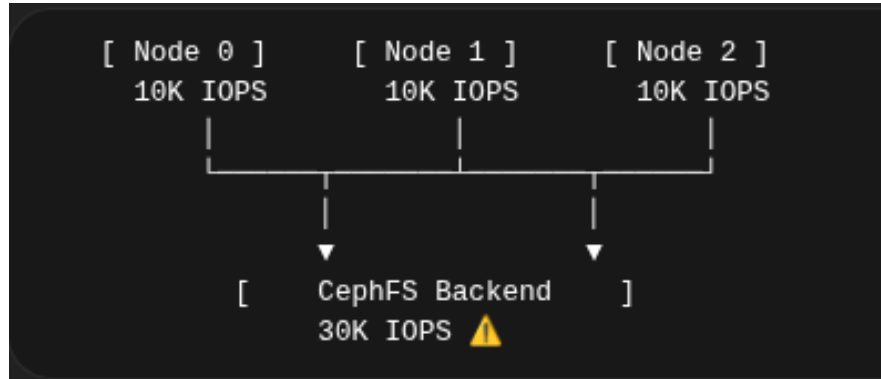 [ Node 0 ] [ Node 1 ] [ Node 2 ]
10K IOPS 10K IOPS 10K IOPS
[ CephFS Backend ]
30K IOPS ⚠️